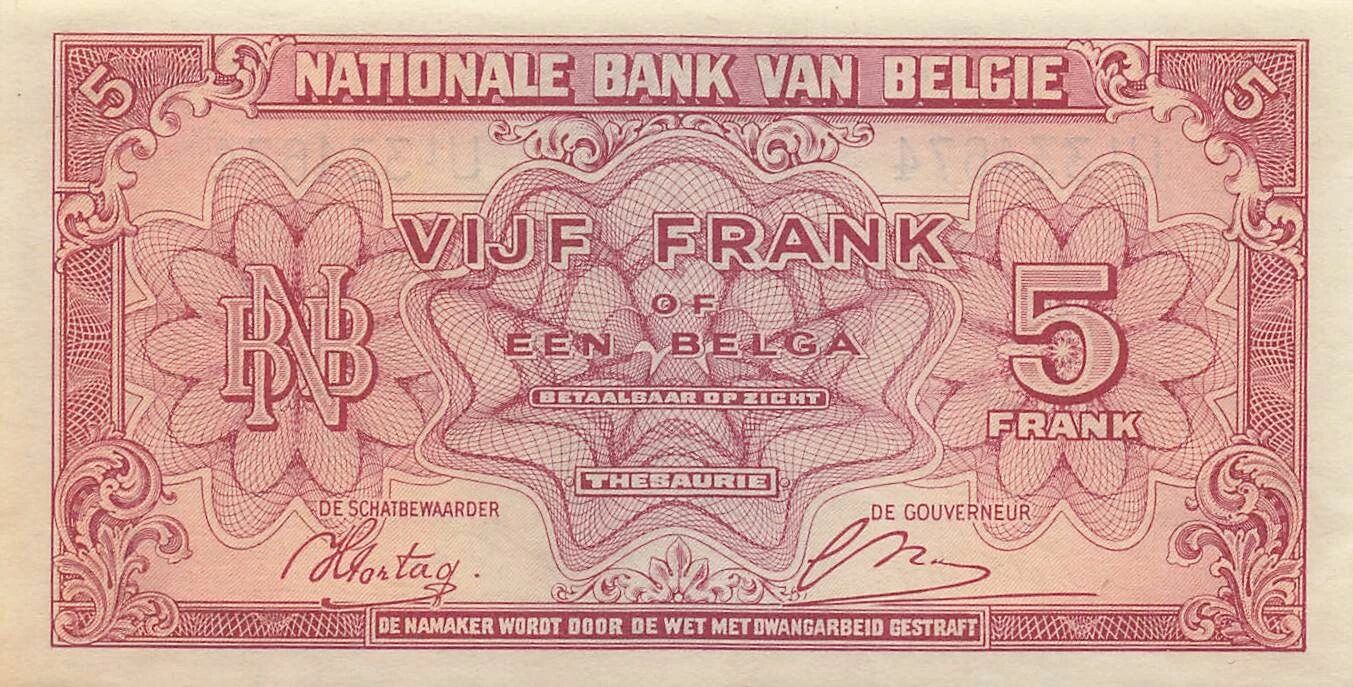 5 NATIONALE BANK VAN BELGIE 5
VIJF FRANK
OF
EEN BELGA
BETAALBAAR OP ZICHT
THESAURIE
BNB
5
FRANK
DE SCHATBEWAARDER
DE GOUVERNEUR
DE NAMAKER WORDT DOOR DE WET MET DWANGARBEID GESTRAFT